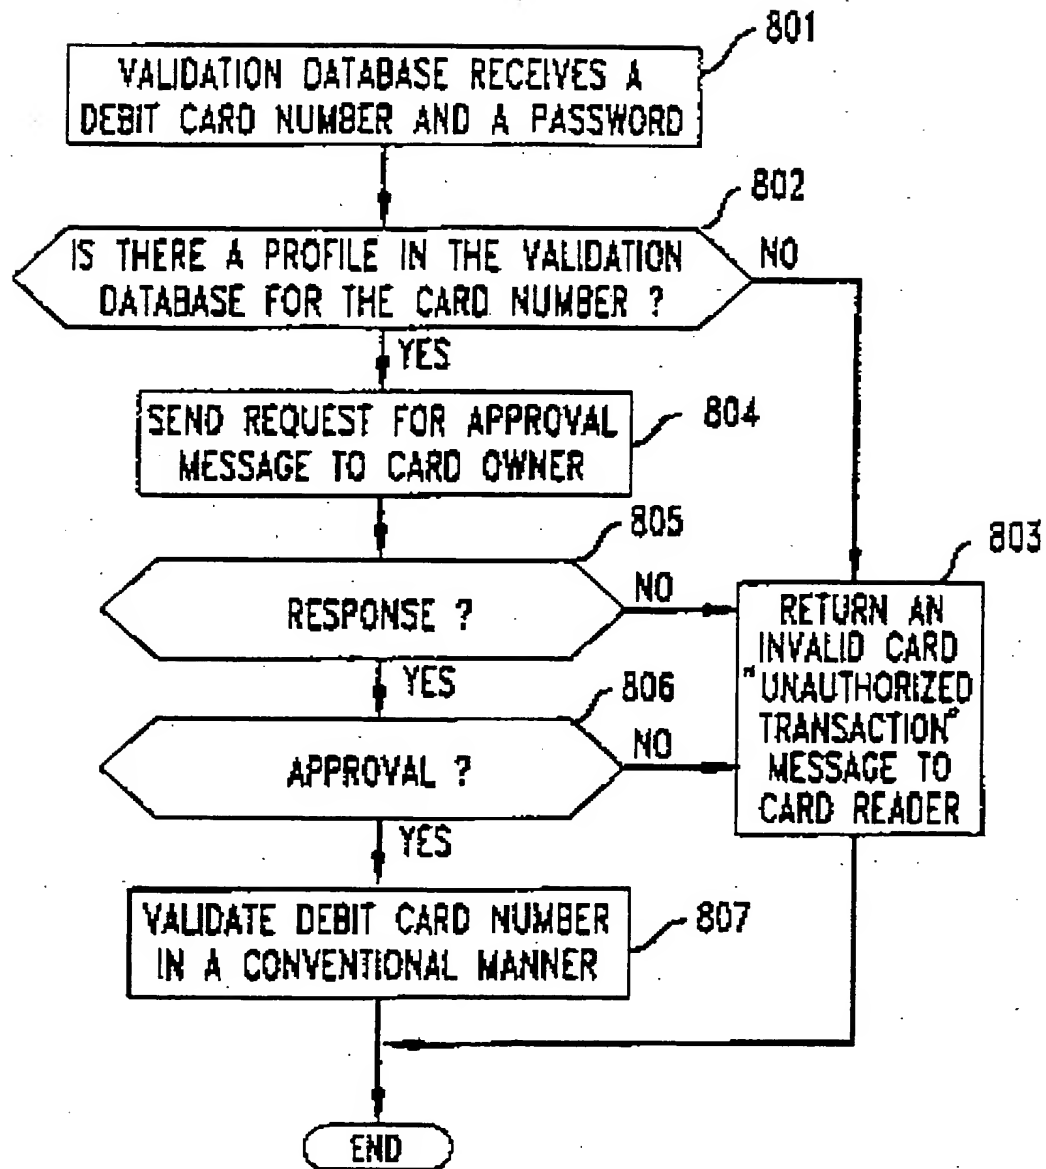 801
VALIDATION DATABASE RECEIVES A
DEBIT CARD NUMBER AND A PASSWORD
802
IS THERE A PROFILE IN THE VALIDATION
DATABASE FOR THE CARD NUMBER ?
NO
YES
SEND REQUEST FOR APPROVAL
MESSAGE TO CARD OWNER
804
805
RESPONSE ?
NO
YES
803
RETURN AN
INVALID CARD
"UNAUTHORIZED
TRANSACTION"
MESSAGE TO
CARD READER
806
APPROVAL ?
NO
YES
VALIDATE DEBIT CARD NUMBER
IN A CONVENTIONAL MANNER
807
END